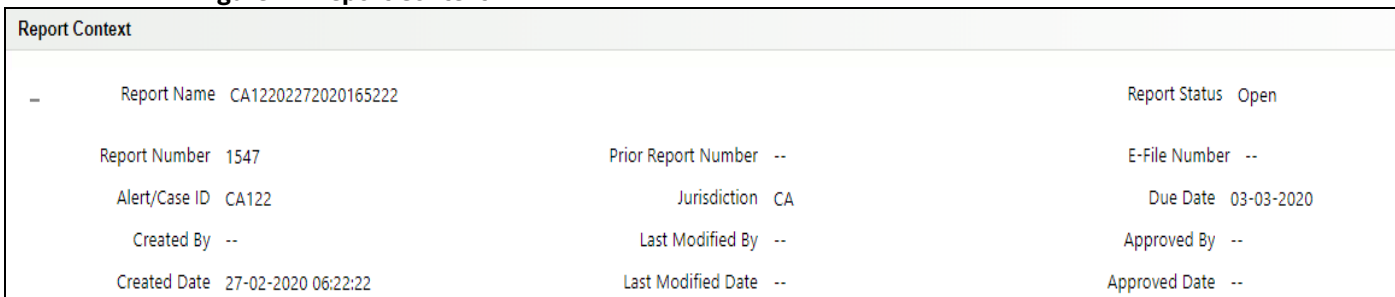 Report Context
Report Name CA12202272020165222 Report Status Open
Report Number 1547 Prior Report Number -- E-File Number --
Alert/Case ID CA122 Jurisdiction CA Due Date 03-03-2020
Created By -- Last Modified By -- Approved By --
Created Date 27-02-2020 06:22:22 Last Modified Date -- Approved Date --